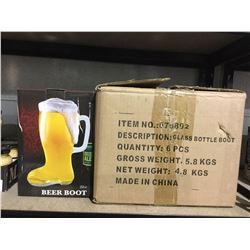 BEER BOOT
ITEM NO.:075892
DESCRIPTION:GLASS BOTTLE BOOT
QUANTITY: 6 PCS
GROSS WEIGHT: 5.8 KGS
NET WEIGHT: 4.8 KGS
MADE IN CHINA